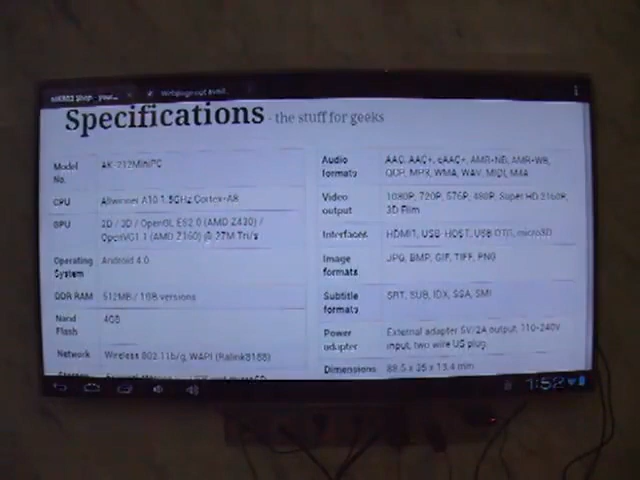 Specifications - the stuff for geeks
Model No.
AK-212MiniPC
CPU
Allwinner A10 1.5GHz Cortex-A8
GPU
2D / 3D / OpenGL ES2.0 (AMD Z430) /
OpenVG1.1 (AMD Z160) @ 27M Tri/s
Operating System
Android 4.0
DDR RAM
512MB / 1GB versions
Nand Flash
4GB
Network
Wireless 802.11b/g, WAPI (Ralink8188)
Audio formats
AAC, AAC+, eAAC+, AMR-NB, AMR-WB,
QCP, MP3, WMA, WAV, MIDI, M4A
Video output
1080P, 720P, 576P, 480P, Super HD 2160P,
3D Film
Interfaces
HDMI1, USB-HOST, USB OTG, microSD
Image formats
JPG, BMP, GIF, TIFF, PNG
Subtitle formats
SRT, SUB, IDX, SSA, SMI
Power adapter
External adapter 5V/2A output, 110-240V
input, two wire US plug.
Dimensions
88.5 x 35 x 13.4 mm
1:52